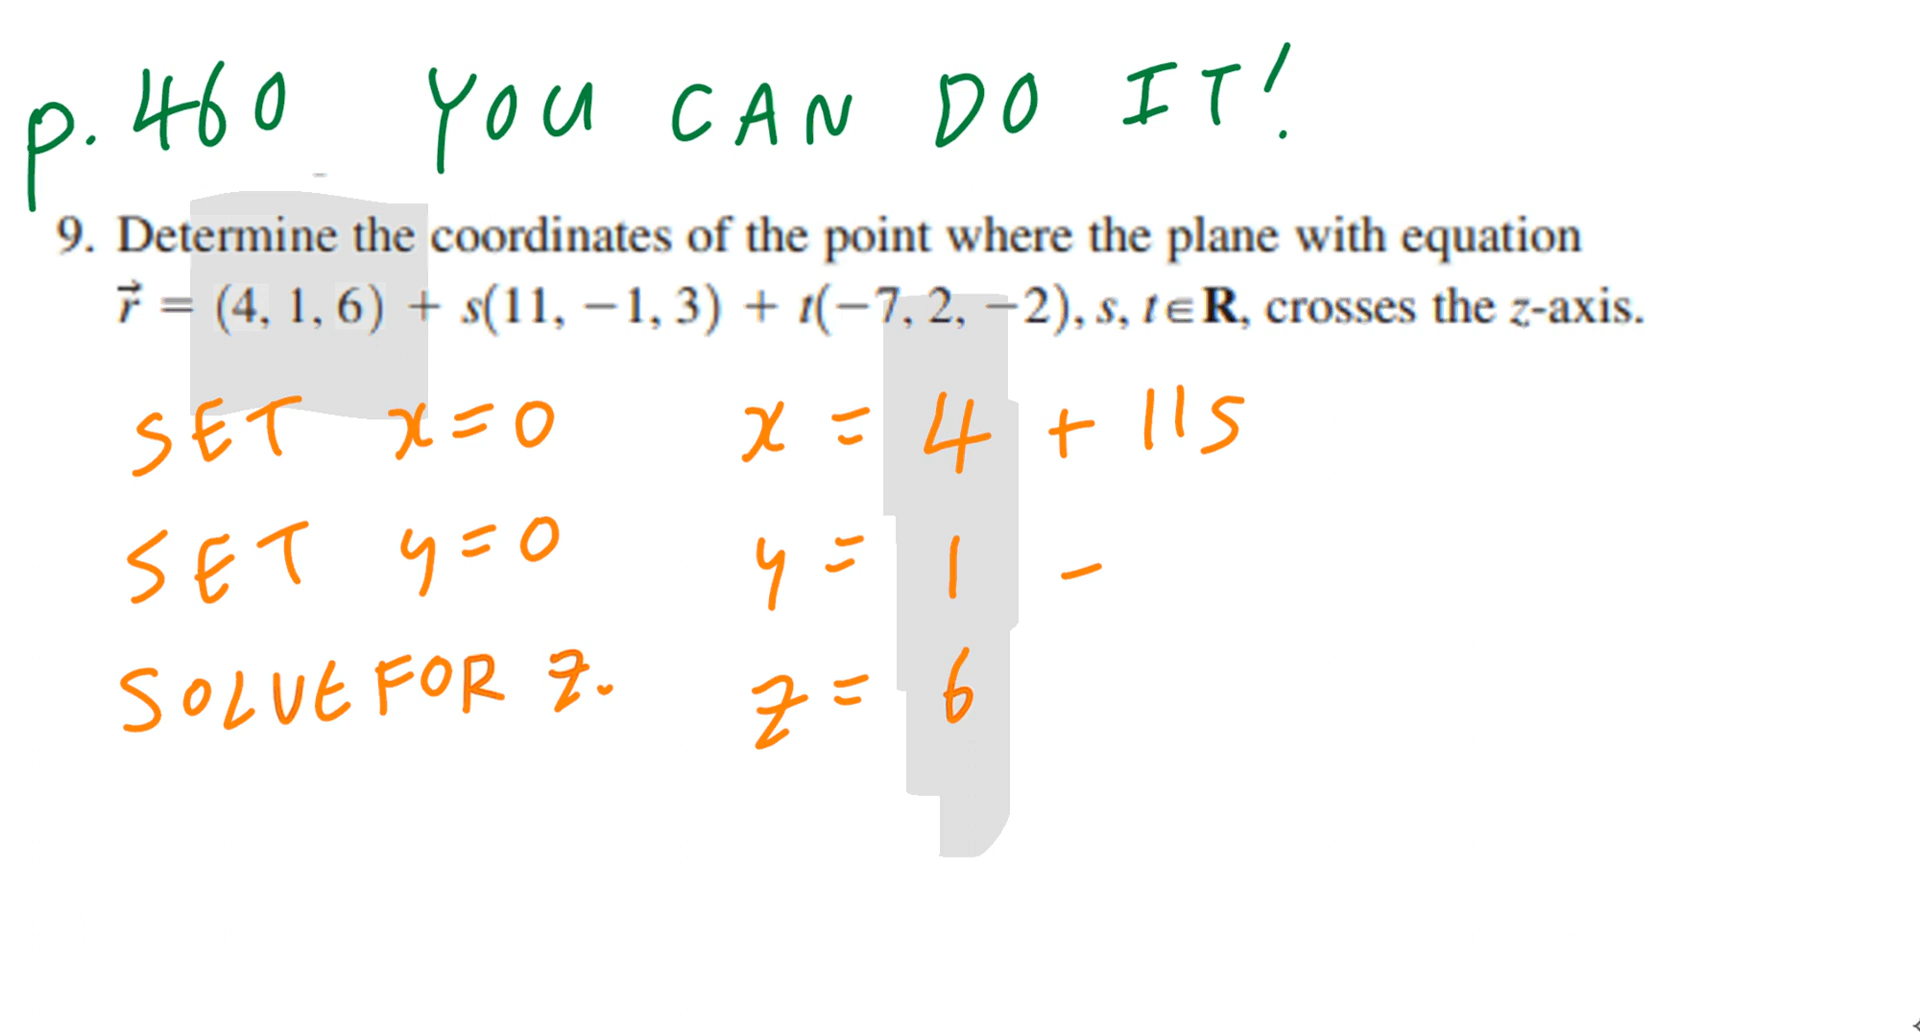 p. 460 YOU CAN DO IT!
9. Determine the coordinates of the point where the plane with equation
r⃗ = (4, 1, 6) + s(11, −1, 3) + t(−7, 2, −2), s, t∈R, crosses the z-axis.
SET x=0 x = 4 + 11s
SET y=0 y = 1 -
SOLVE FOR z. z = 6